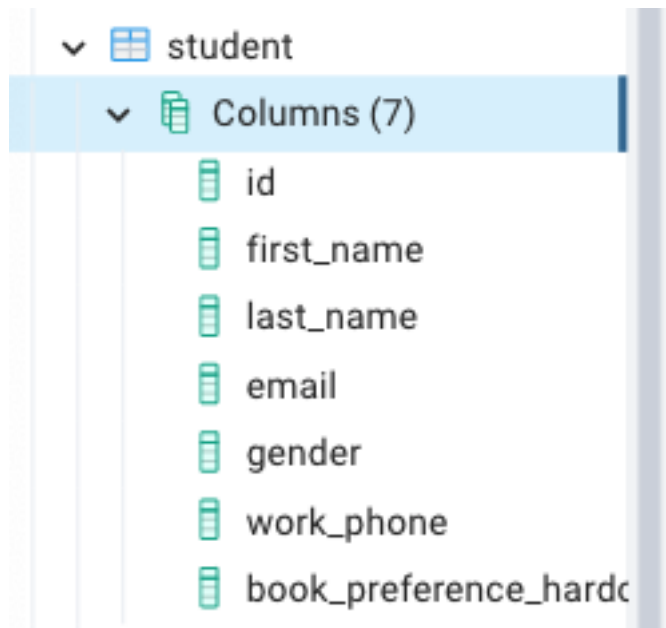 student
Columns (7)
id
first_name
last_name
email
gender
work_phone
book_preference_hard